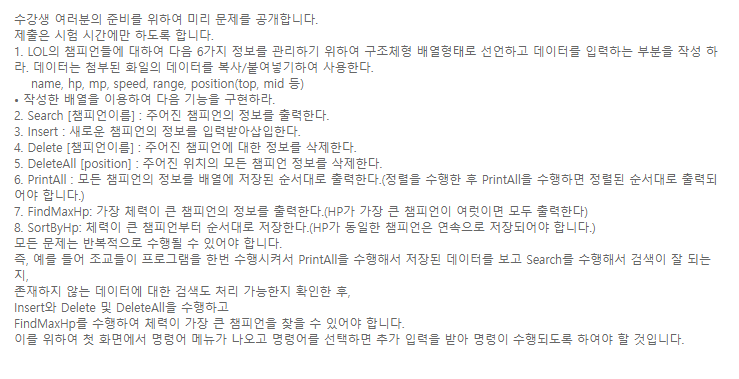 수강생 여러분의 준비를 위하여 미리 문제를 공개합니다.
제출은 시험 시간에만 하도록 합니다.
1. LOL의 챔피언들에 대하여 다음 6가지 정보를 관리하기 위하여 구조체형 배열형태로 선언하고 데이터를 입력하는 부분을 작성 하
라. 데이터는 첨부된 화일의 데이터를 복사/붙여넣기하여 사용한다.
name, hp, mp, speed, range, position(top, mid 등)
• 작성한 배열을 이용하여 다음 기능을 구현하라.
2. Search [챔피언이름] : 주어진 챔피언의 정보를 출력한다.
3. Insert : 새로운 챔피언의 정보를 입력받아삽입한다.
4. Delete [챔피언이름] : 주어진 챔피언에 대한 정보를 삭제한다.
5. DeleteAll [position] : 주어진 위치의 모든 챔피언 정보를 삭제한다.
6. PrintAll : 모든 챔피언의 정보를 배열에 저장된 순서대로 출력한다.(정렬을 수행한 후 PrintAll을 수행하면 정렬된 순서대로 출력되
어야 합니다.)
7. FindMaxHp: 가장 체력이 큰 챔피언의 정보를 출력한다.(HP가 가장 큰 챔피언이 여럿이면 모두 출력한다)
8. SortByHp: 체력이 큰 챔피언부터 순서대로 저장한다.(HP가 동일한 챔피언은 연속으로 저장되어야 합니다.)
모든 문제는 반복적으로 수행될 수 있어야 합니다.
즉, 예를 들어 조교들이 프로그램을 한번 수행시켜서 PrintAll을 수행해서 저장된 데이터를 보고 Search를 수행해서 검색이 잘 되는
지,
존재하지 않는 데이터에 대한 검색도 처리 가능한지 확인한 후,
Insert와 Delete 및 DeleteAll을 수행하고
FindMaxHp를 수행하여 체력이 가장 큰 챔피언을 찾을 수 있어야 합니다.
이를 위하여 첫 화면에서 명령어 메뉴가 나오고 명령어를 선택하면 추가 입력을 받아 명령이 수행되도록 하여야 할 것입니다.